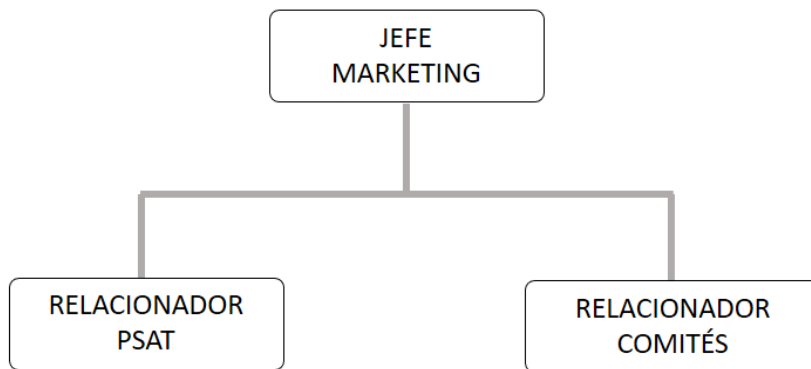 JEFE
MARKETING
RELACIONADOR
PSAT
RELACIONADOR
COMITÉS